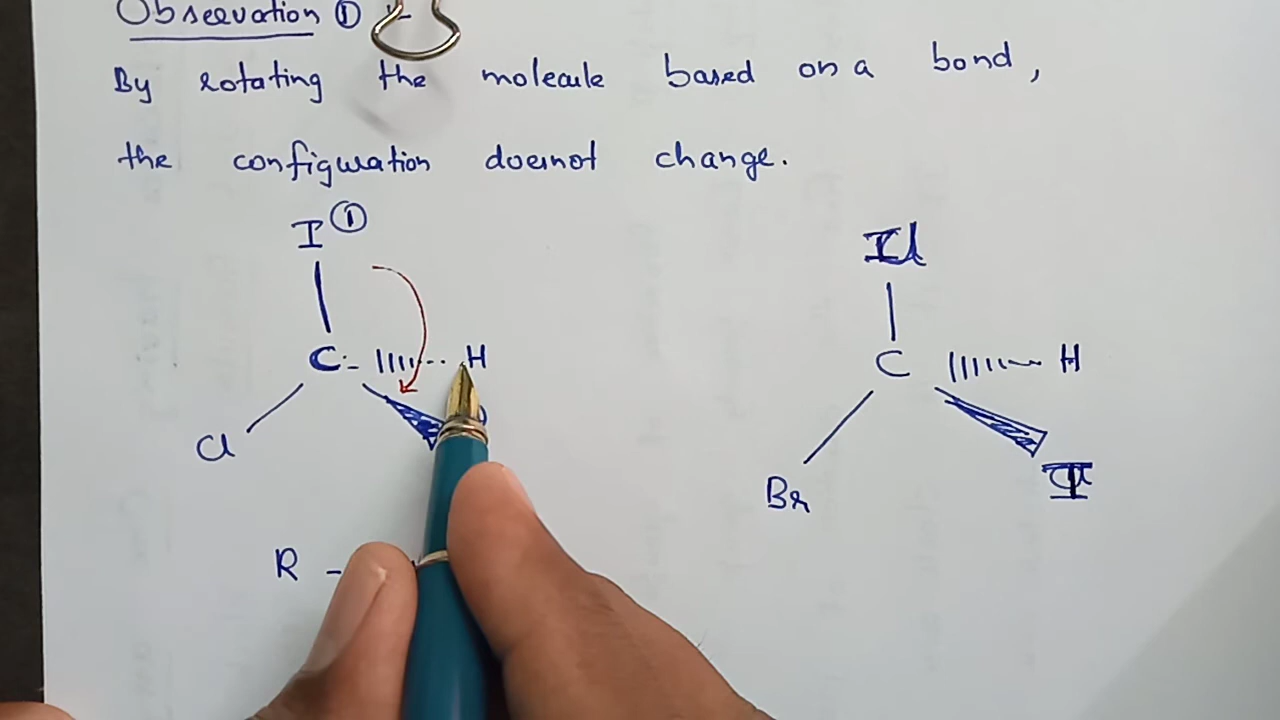 Observation ① :-
By rotating the molecule based on a bond,
the configuration doesnot change.
I ①
C H
Cl
R -
C H
Br